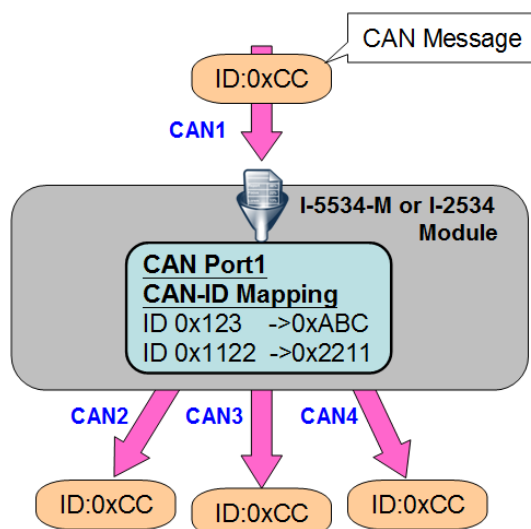 CAN Message
ID:0xCC
CAN1
I-5534-M or I-2534
Module
CAN Port1
CAN-ID Mapping
ID 0x123 ->0xABC
ID 0x1122 ->0x2211
CAN2
CAN3
CAN4
ID:0xCC
ID:0xCC
ID:0xCC